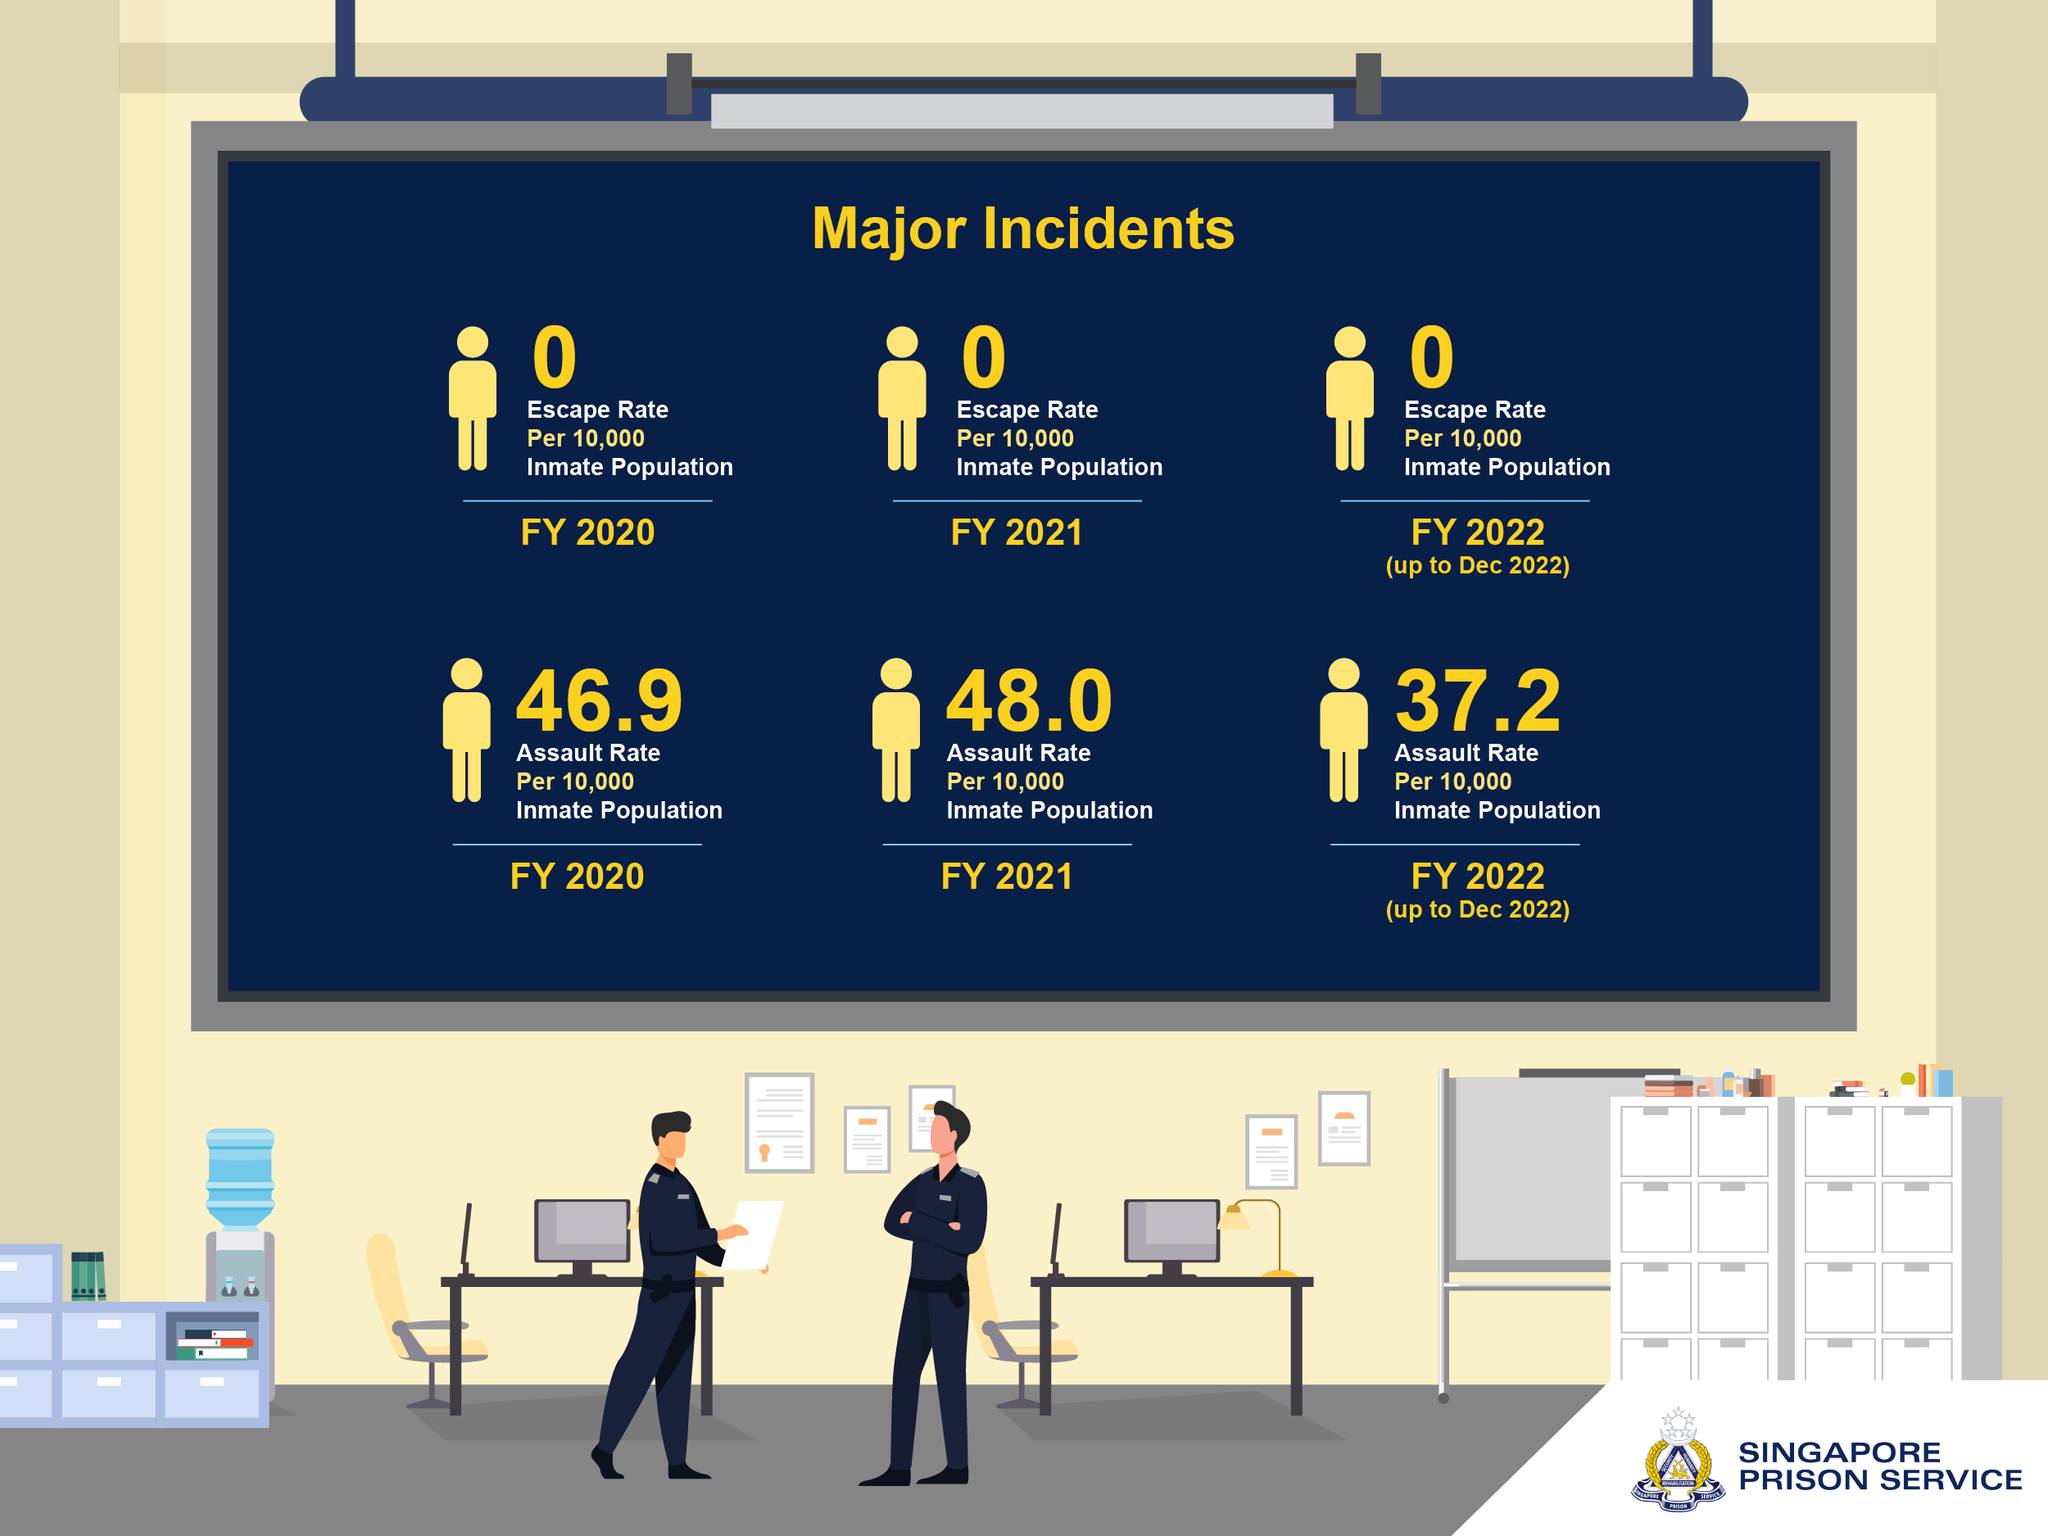 Major Incidents
0
Escape Rate
Per 10,000
Inmate Population
FY 2020
0
Escape Rate
Per 10,000
Inmate Population
FY 2021
0
Escape Rate
Per 10,000
Inmate Population
FY 2022
(up to Dec 2022)
46.9
Assault Rate
Per 10,000
Inmate Population
FY 2020
48.0
Assault Rate
Per 10,000
Inmate Population
FY 2021
37.2
Assault Rate
Per 10,000
Inmate Population
FY 2022
(up to Dec 2022)
REHABILITATION
SINGAPORE PRISON SERVICE
SINGAPORE
PRISON SERVICE